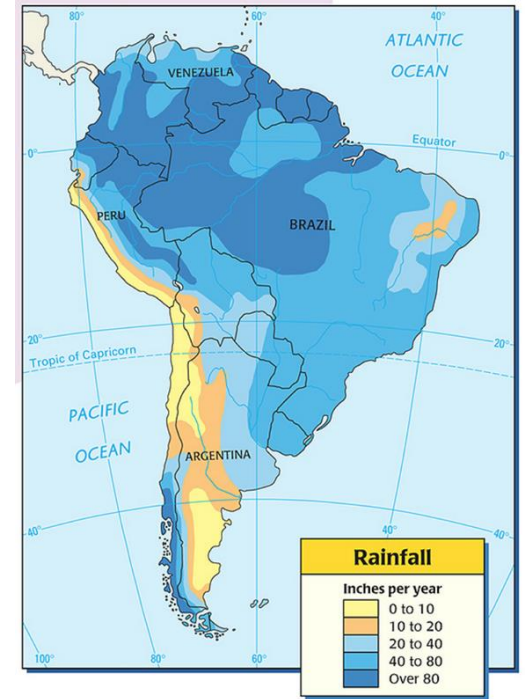 80°
60°
40°
ATLANTIC
OCEAN
VENEZUELA
Equator
0°
0°
PERU
BRAZIL
20°
20°
Tropic of Capricorn
PACIFIC
OCEAN
ARGENTINA
40°
40°
40°
100°
80°
60°
Rainfall
Inches per year
0 to 10
10 to 20
20 to 40
40 to 80
Over 80